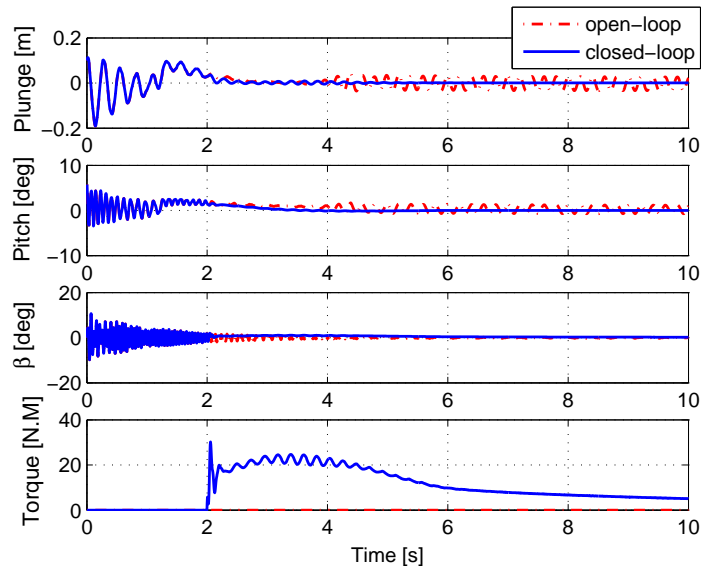 open-loop
closed-loop
Plunge [m]
0.2
0
−0.2
0 2 4 6 8 10
Pitch [deg]
10
0
−10
0 2 4 6 8 10
β [deg]
20
0
−20
0 2 4 6 8 10
Torque [N.M]
40
20
0
0 2 4 6 8 10
Time [s]